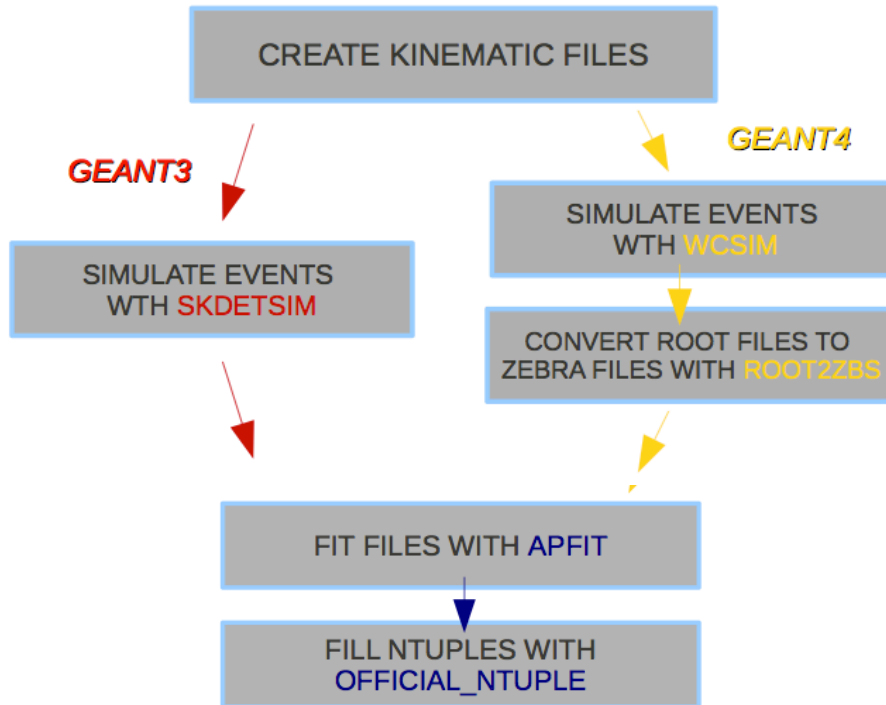 CREATE KINEMATIC FILES
GEANT3
GEANT4
SIMULATE EVENTS
WTH WCSIM
SIMULATE EVENTS
WTH SKDETSIM
CONVERT ROOT FILES TO
ZEBRA FILES WITH ROOT2ZBS
FIT FILES WITH APFIT
FILL NTUPLES WITH
OFFICIAL_NTUPLE